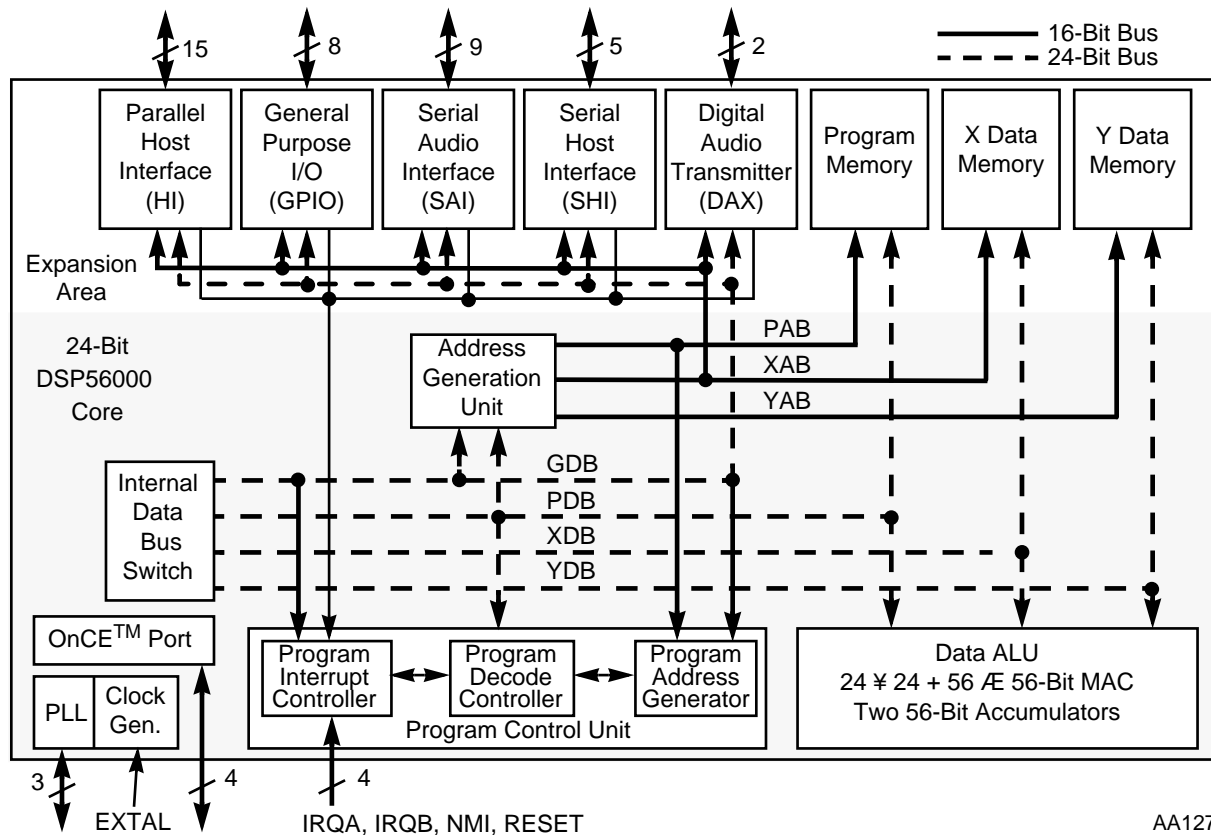 15
8
9
5
2
16-Bit Bus
24-Bit Bus
Parallel
Host
Interface
(HI)
General
Purpose
I/O
(GPIO)
Serial
Audio
Interface
(SAI)
Serial
Host
Interface
(SHI)
Digital
Audio
Transmitter
(DAX)
Program
Memory
X Data
Memory
Y Data
Memory
Expansion
Area
24-Bit
DSP56000
Core
Address
Generation
Unit
PAB
XAB
YAB
Internal
Data
Bus
Switch
GDB
PDB
XDB
YDB
OnCE™ Port
PLL
Clock
Gen.
Program
Interrupt
Controller
Program
Decode
Controller
Program
Address
Generator
Program Control Unit
Data ALU
24 ¥ 24 + 56 Æ 56-Bit MAC
Two 56-Bit Accumulators
3
4
4
EXTAL
IRQA, IRQB, NMI, RESET
AA127